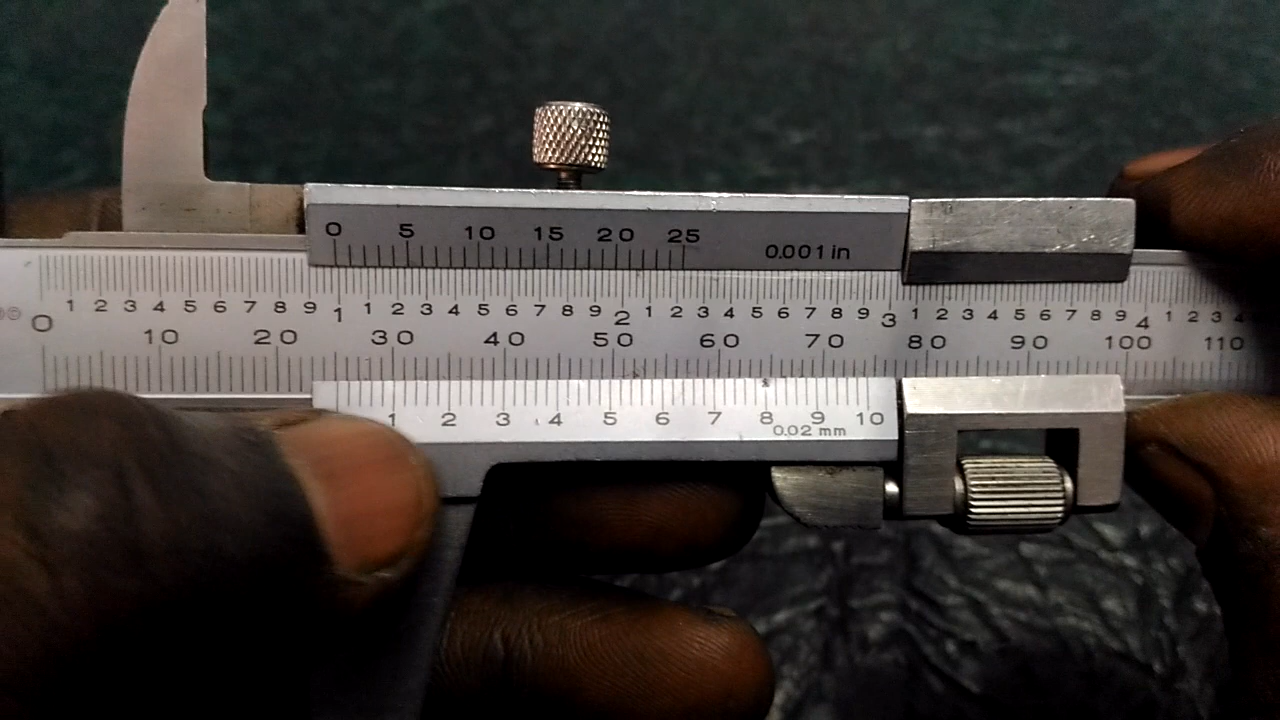 0 5 10 15 20 25
0.001 in
1 2 3 4 5 6 7 8 9 1 1 2 3 4 5 6 7 8 9 2 1 2 3 4 5 6 7 8 9 3 1 2 3 4 5 6 7 8 9 4 1 2 3 4
0 10 20 30 40 50 60 70 80 90 100 110
1 2 3 4 5 6 7 8 9 10
0.02 mm